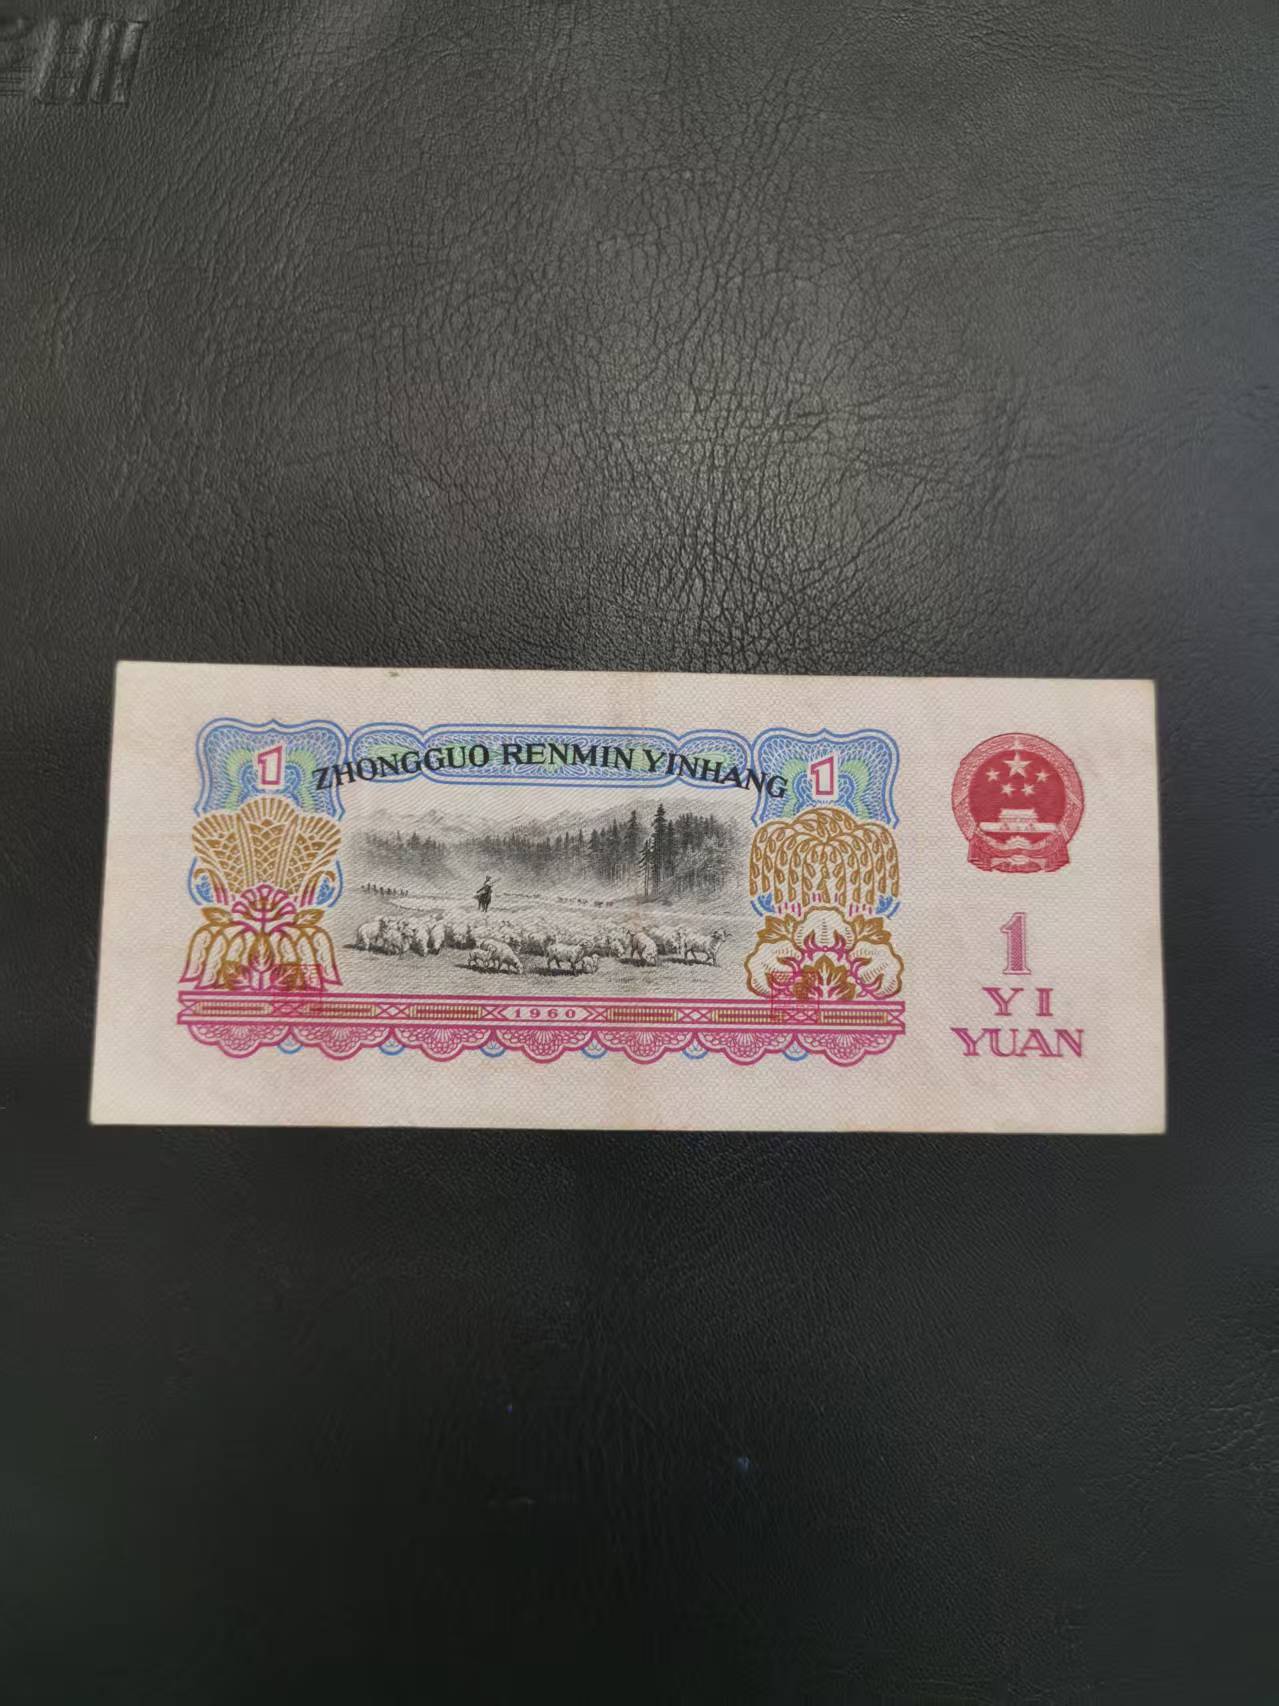 1 ZHONGGUO RENMIN YINHANG 1
1960
1
YI
YUAN